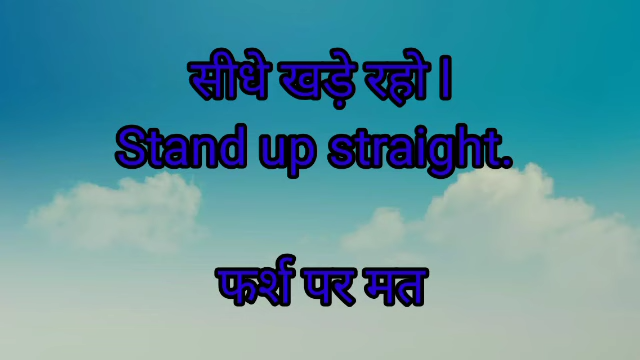 सीधे खड़े रहो l
Stand up straight.
फर्श पर मत